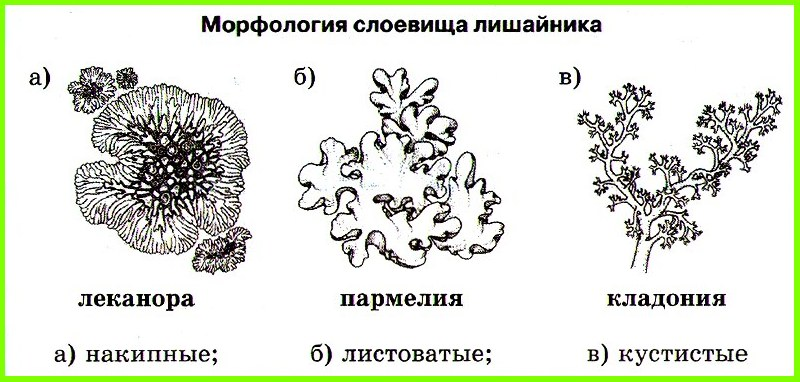 Морфология слоевища лишайника
а) б) в)
леканора пармелия кладония
а) накипные; б) листоватые; в) кустистые